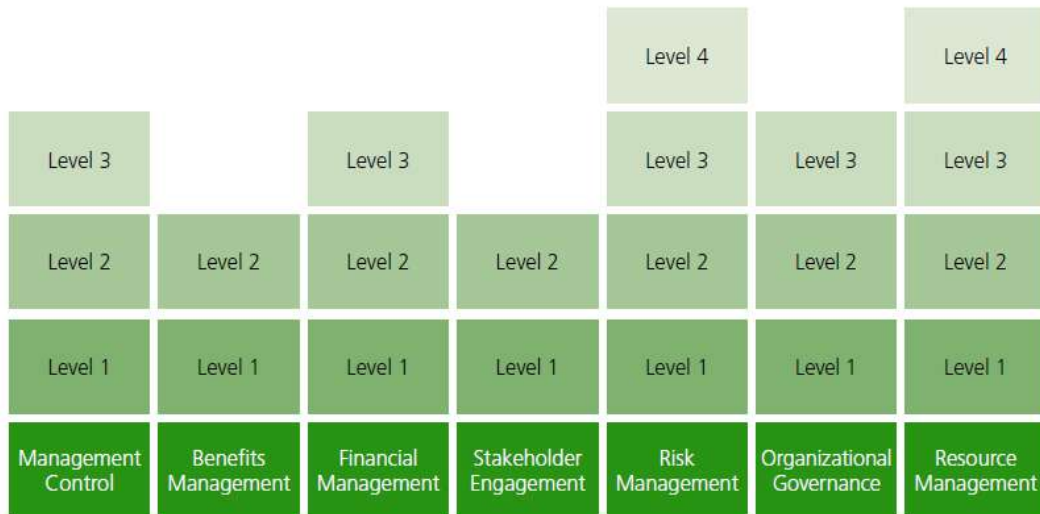 Level 4 Level 4
Level 3 Level 3 Level 3 Level 3 Level 3
Level 2 Level 2 Level 2 Level 2 Level 2 Level 2 Level 2
Level 1 Level 1 Level 1 Level 1 Level 1 Level 1 Level 1
Management
Control
Benefits
Management
Financial
Management
Stakeholder
Engagement
Risk
Management
Organizational
Governance
Resource
Management